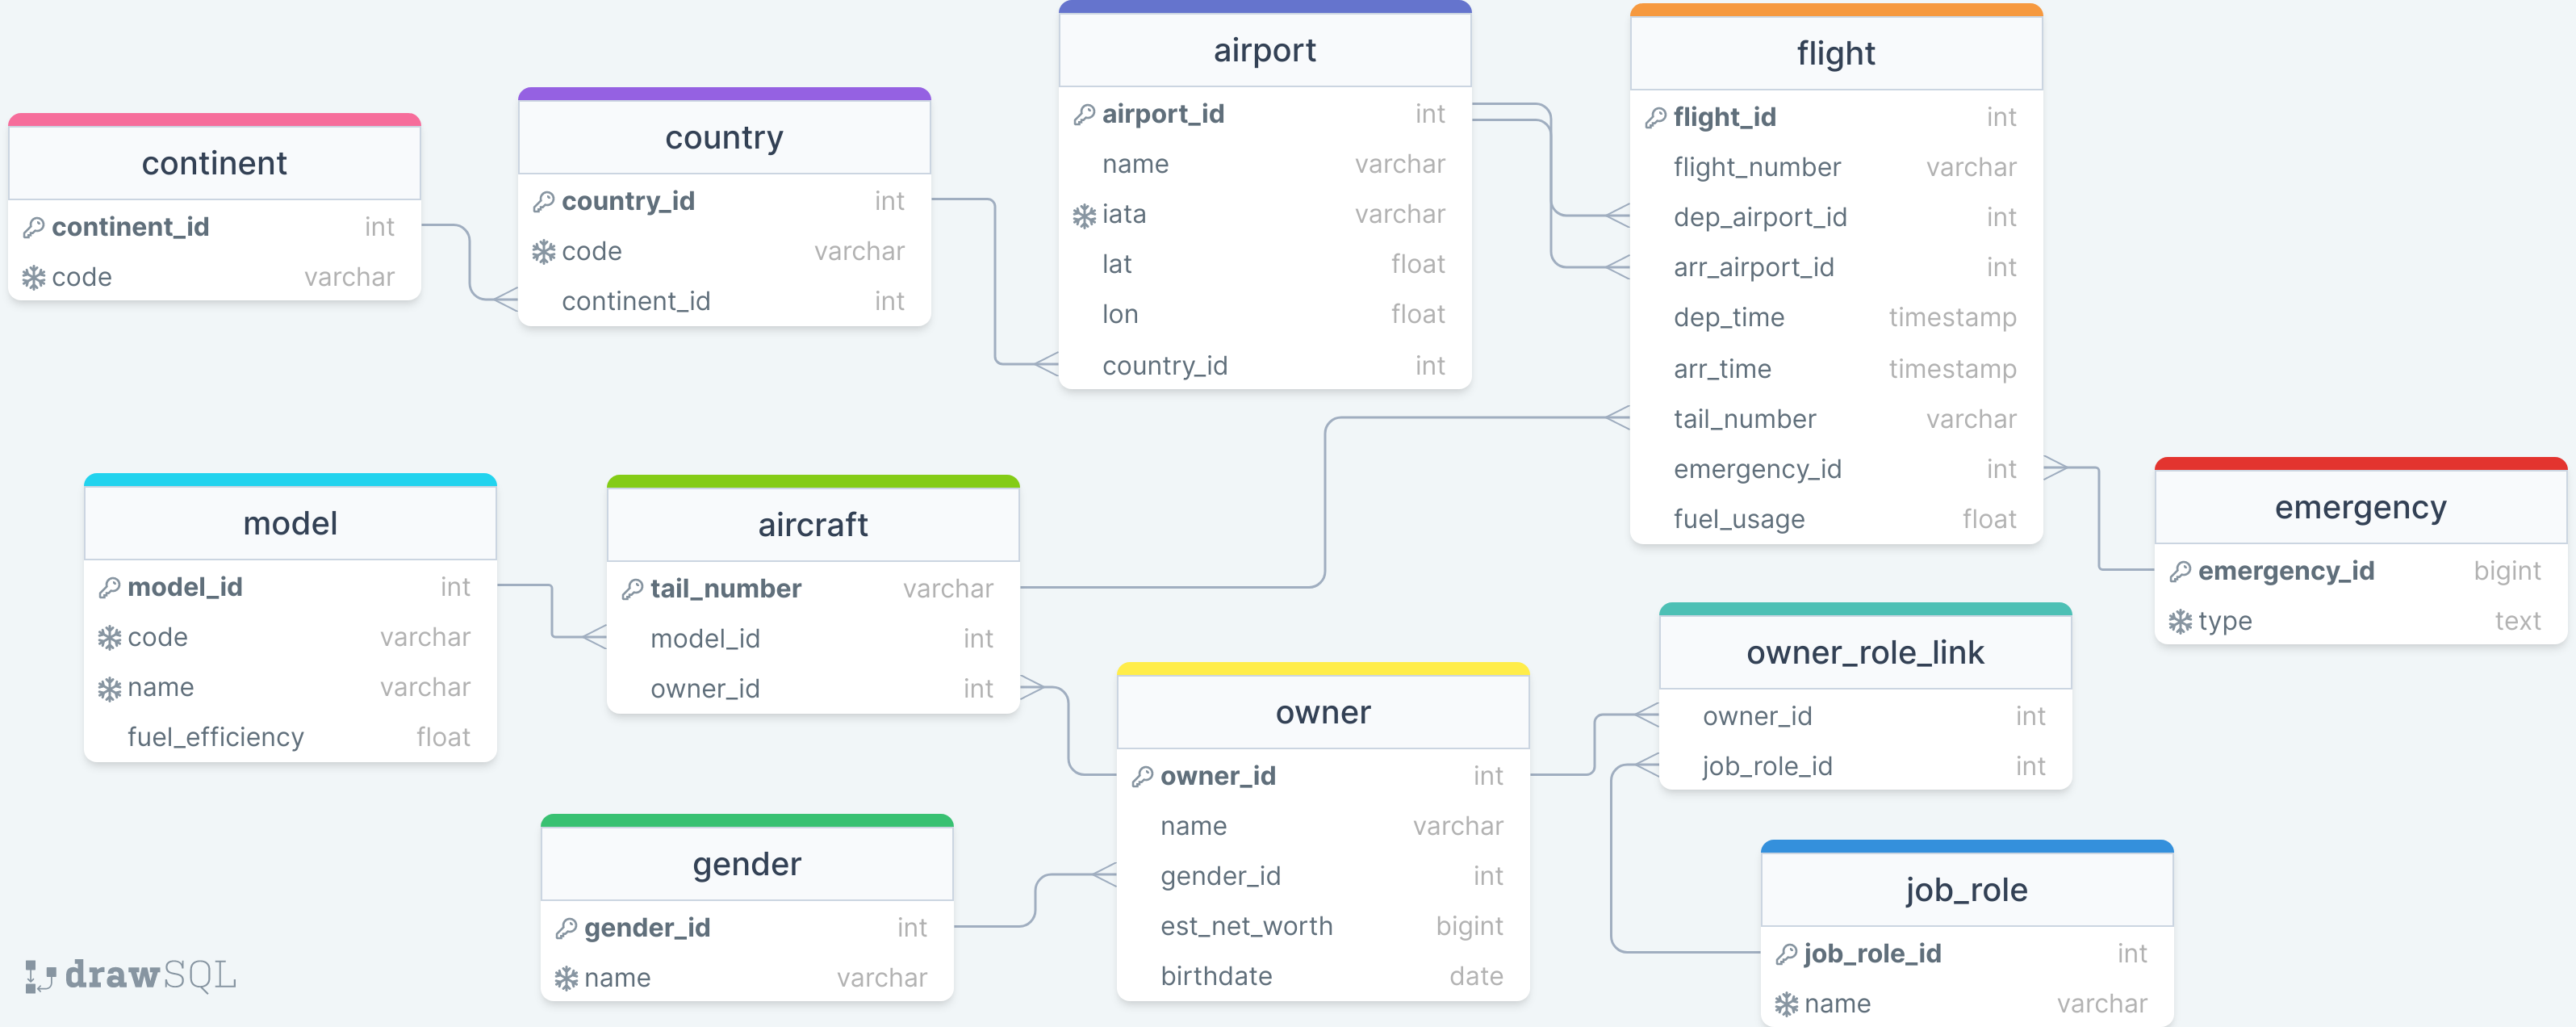 continent
continent_id int
code varchar
country
country_id int
code varchar
continent_id int
airport
airport_id int
name varchar
iata varchar
lat float
lon float
country_id int
flight
flight_id int
flight_number varchar
dep_airport_id int
arr_airport_id int
dep_time timestamp
arr_time timestamp
tail_number varchar
emergency_id int
fuel_usage float
model
model_id int
code varchar
name varchar
fuel_efficiency float
aircraft
tail_number varchar
model_id int
owner_id int
emergency
emergency_id bigint
type text
owner
owner_id int
name varchar
gender_id int
est_net_worth bigint
birthdate date
owner_role_link
owner_id int
job_role_id int
gender
gender_id int
name varchar
job_role
job_role_id int
name varchar
drawSQL